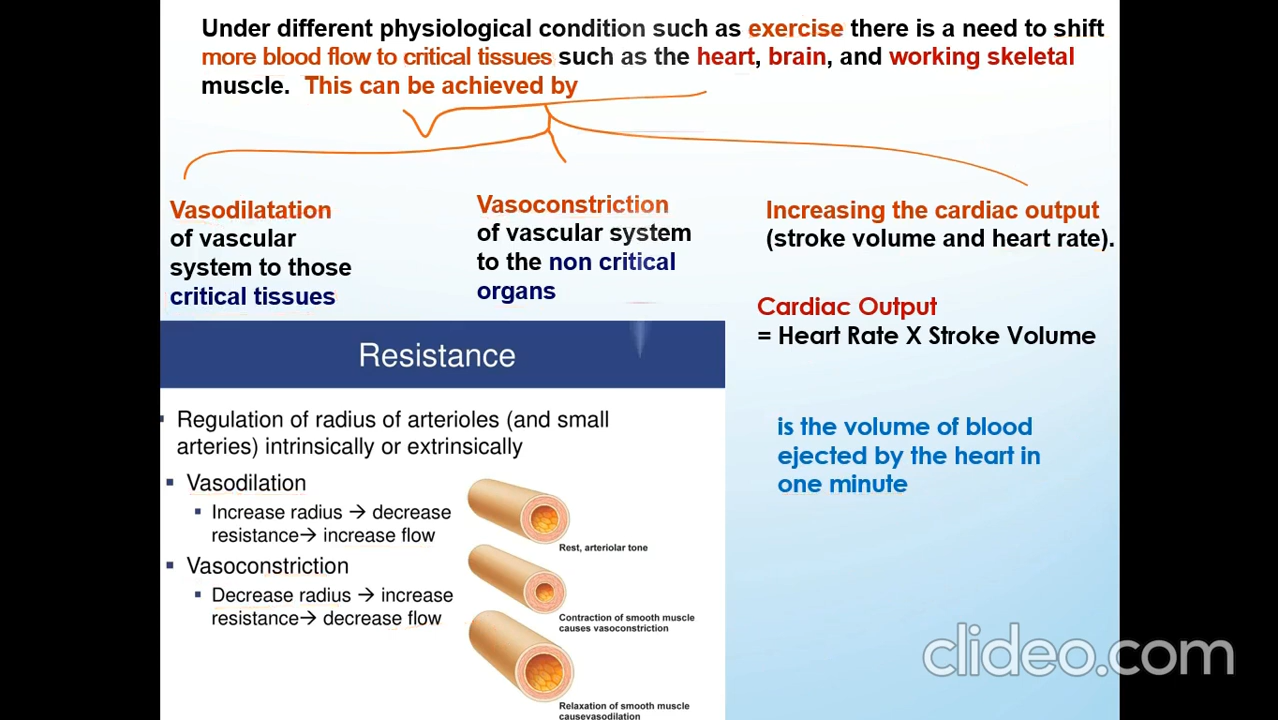 Under different physiological condition such as exercise there is a need to shift
more blood flow to critical tissues such as the heart, brain, and working skeletal
muscle. This can be achieved by
Vasodilatation
of vascular
system to those
critical tissues
Vasoconstriction
of vascular system
to the non critical
organs
Increasing the cardiac output
(stroke volume and heart rate).
Cardiac Output
= Heart Rate X Stroke Volume
is the volume of blood
ejected by the heart in
one minute
Resistance
Regulation of radius of arterioles (and small
arteries) intrinsically or extrinsically
▪ Vasodilation
▪ Increase radius → decrease
resistance→ increase flow
▪ Vasoconstriction
▪ Decrease radius → increase
resistance→ decrease flow
Rest, arteriolar tone
Contraction of smooth muscle
causes vasoconstriction
Relaxation of smooth muscle
causevasodilation
clideo.com